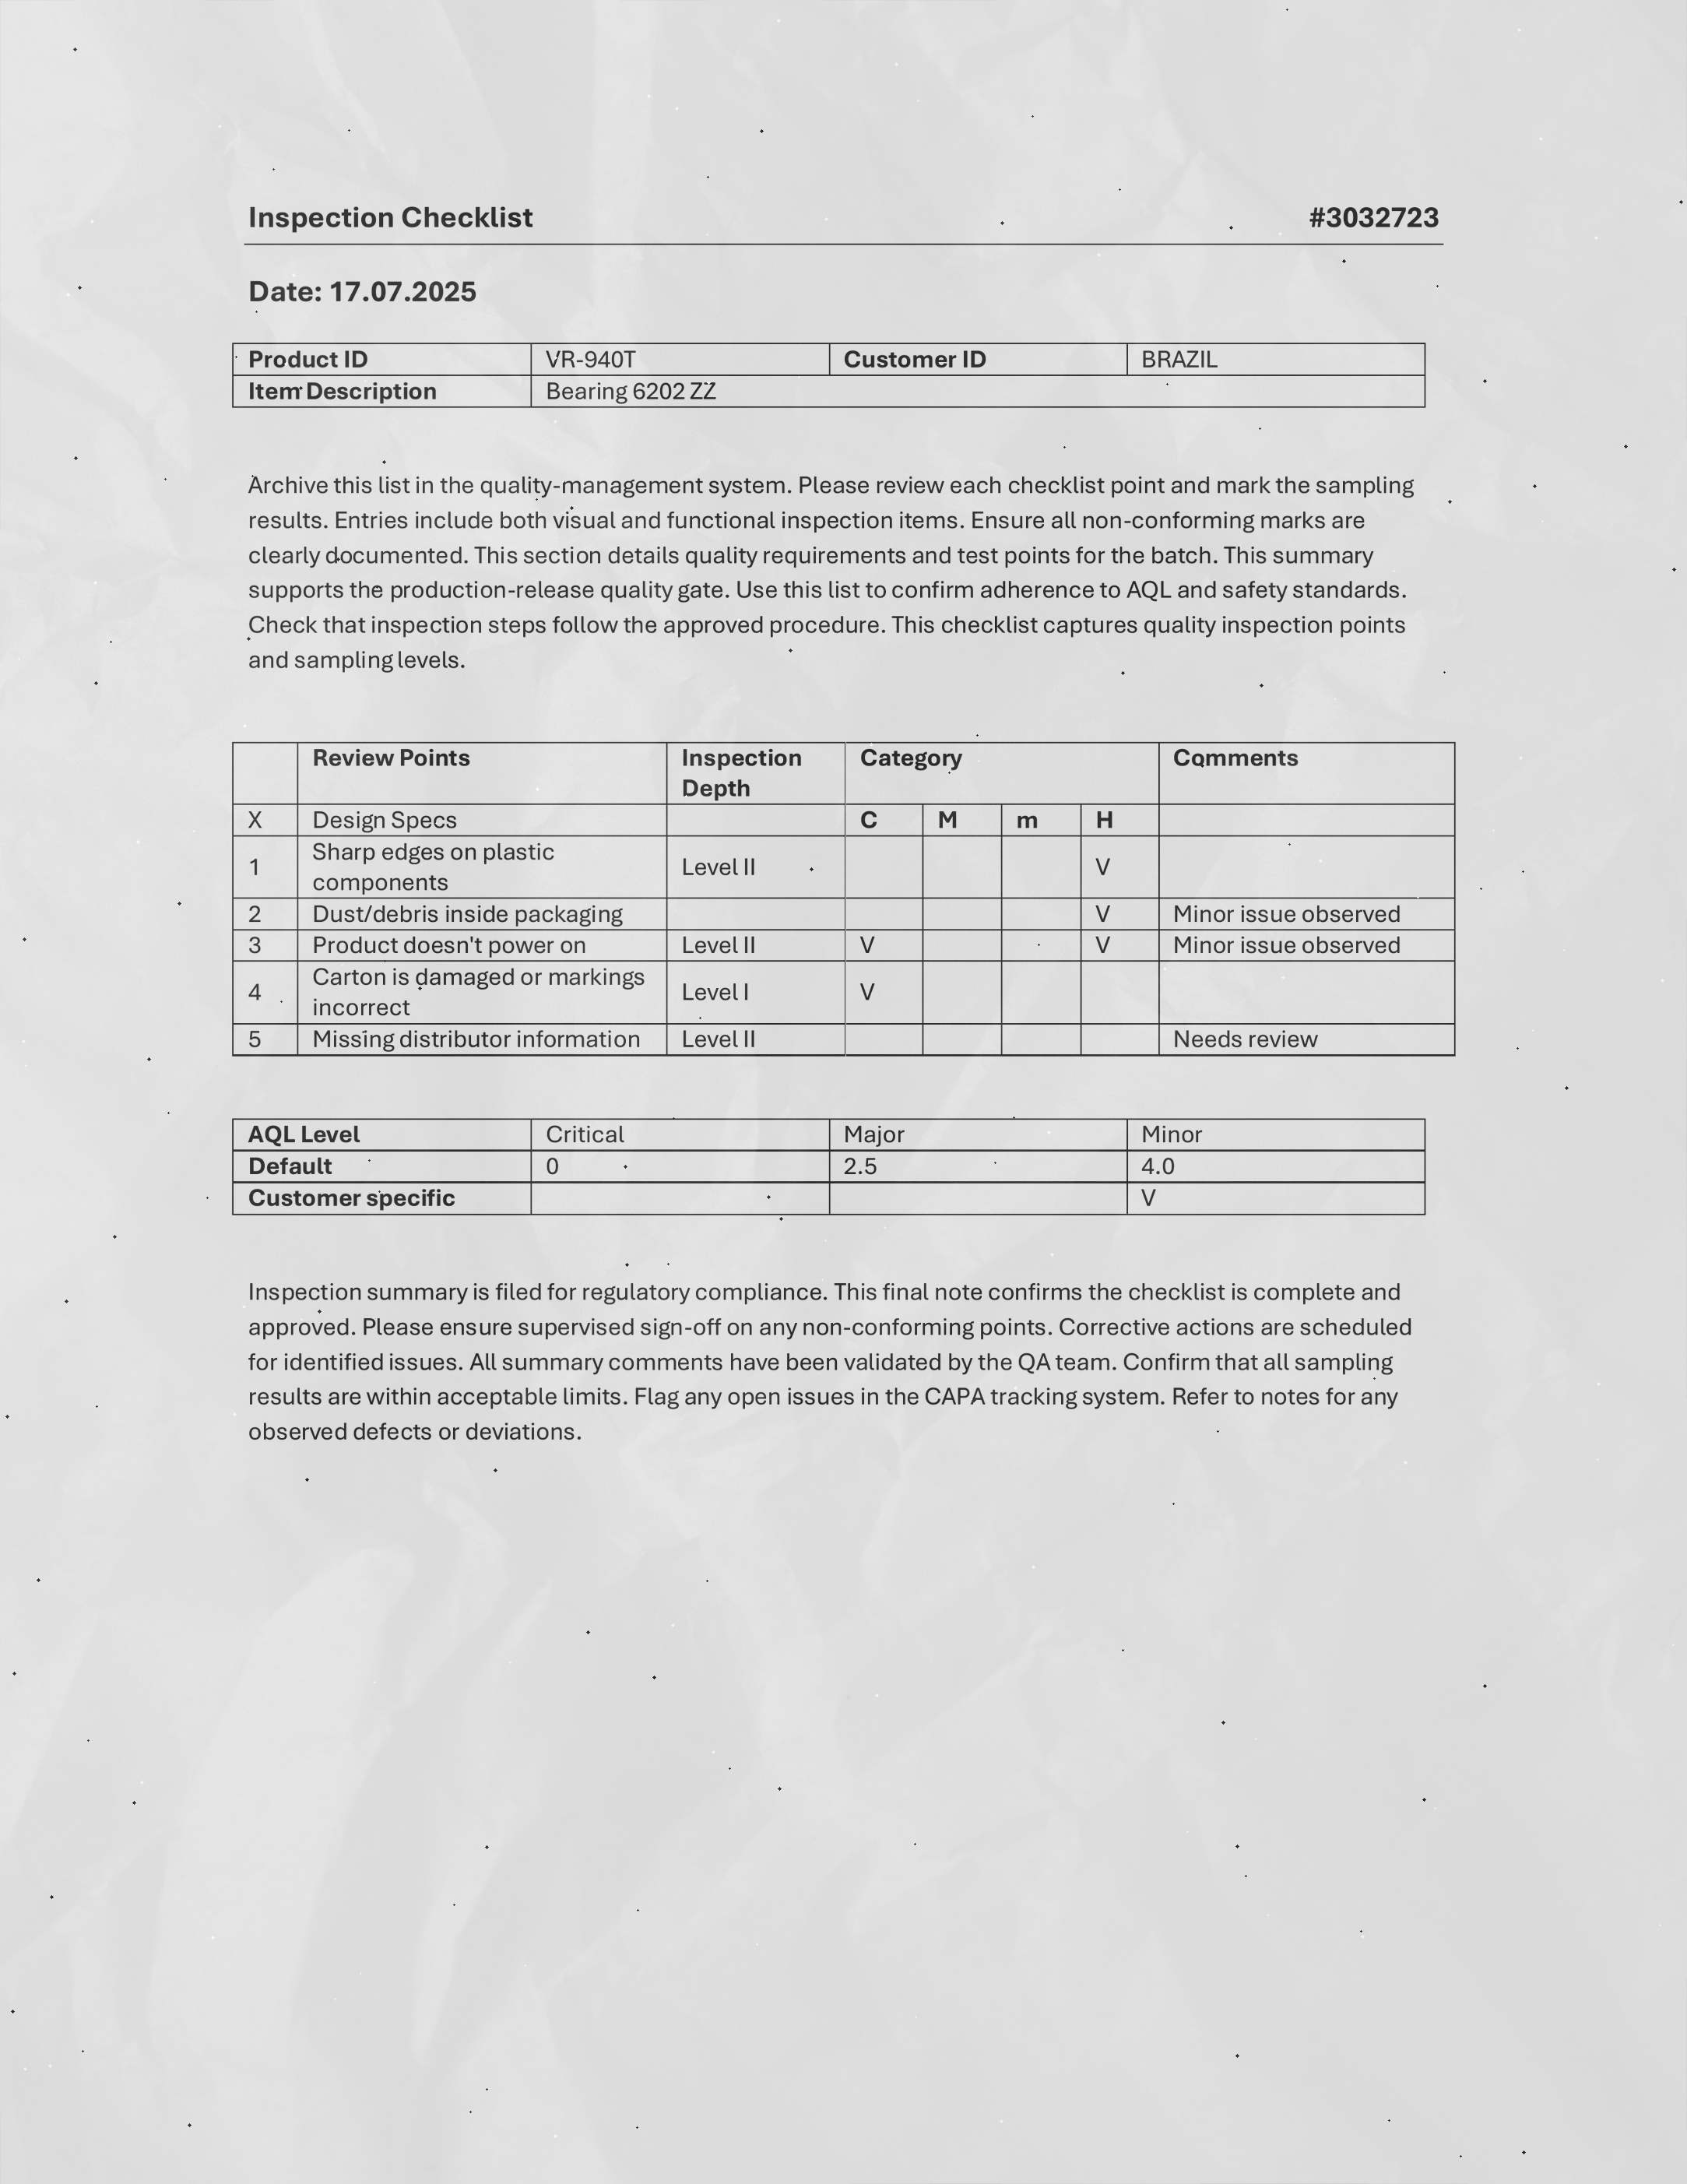 Inspection Checklist #3032723
Date: 17.07.2025
Product ID VR-940T Customer ID BRAZIL
Item Description Bearing 6202 ZZ
Archive this list in the quality-management system. Please review each checklist point and mark the sampling
results. Entries include both visual and functional inspection items. Ensure all non-conforming marks are
clearly documented. This section details quality requirements and test points for the batch. This summary
supports the production-release quality gate. Use this list to confirm adherence to AQL and safety standards.
Check that inspection steps follow the approved procedure. This checklist captures quality inspection points
and sampling levels.
Review Points Inspection Category Comments
Depth
X Design Specs C M m H
Sharp edges on plastic
1 Level II V
components
2 Dust/debris inside packaging V Minor issue observed
3 Product doesn't power on Level II V V Minor issue observed
Carton is damaged or markings
4 Level I V
incorrect
5 Missing distributor information Level II Needs review
AQL Level Critical Major Minor
Default 0 2.5 4.0
Customer specific V
Inspection summary is filed for regulatory compliance. This final note confirms the checklist is complete and
approved. Please ensure supervised sign-off on any non-conforming points. Corrective actions are scheduled
for identified issues. All summary comments have been validated by the QA team. Confirm that all sampling
results are within acceptable limits. Flag any open issues in the CAPA tracking system. Refer to notes for any
observed defects or deviations.